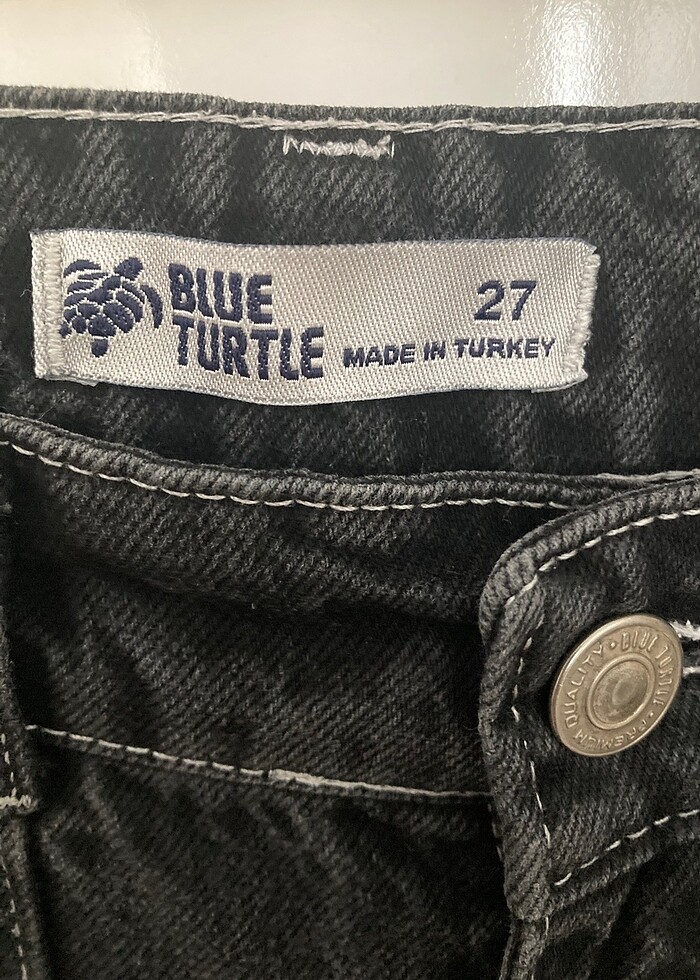 BLUE
TURTLE
27
MADE IN TURKEY
BLUE TURTLE • PREMIUM QUALITY •